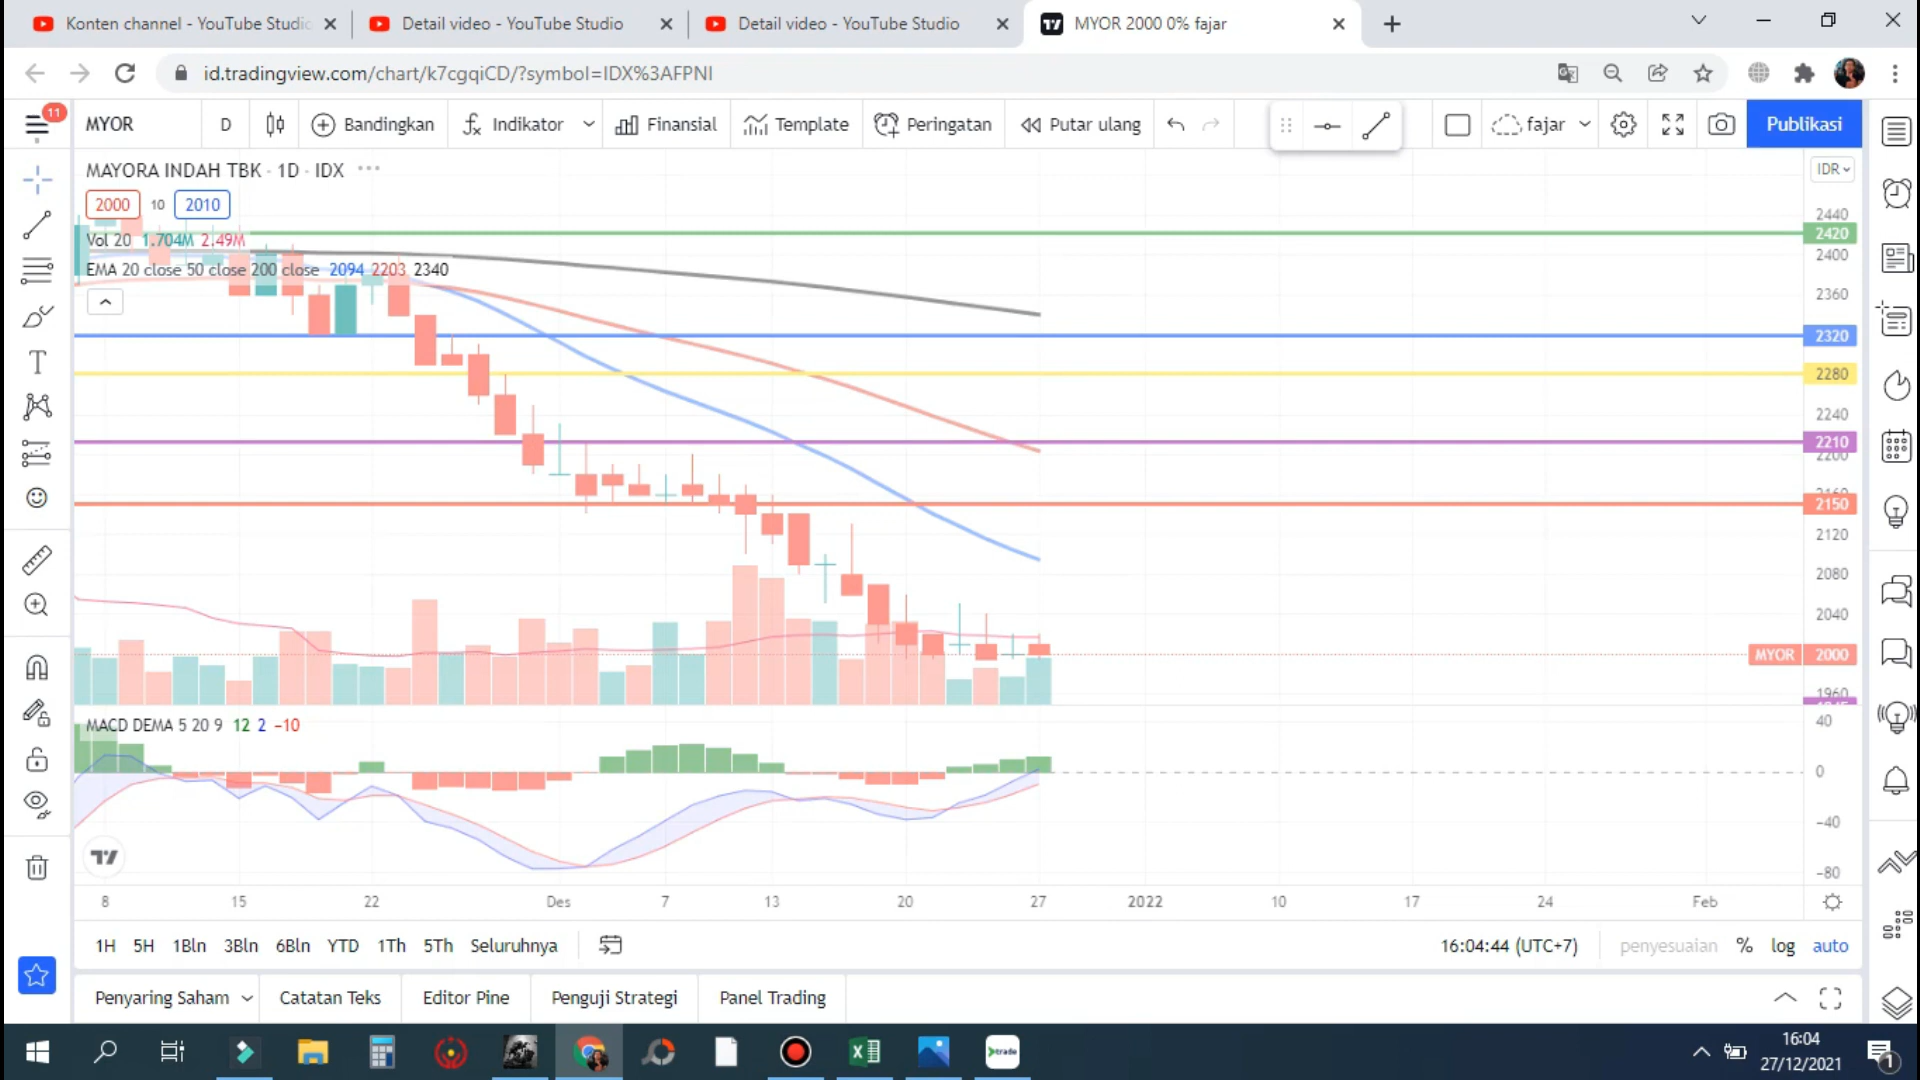 Konten channel - YouTube Studio
Detail video - YouTube Studio
Detail video - YouTube Studio
MYOR 2000 0% fajar
id.tradingview.com/chart/k7cgqiCD/?symbol=IDX%3AFPNI
11
MYOR
D
Bandingkan
Indikator
Finansial
Template
Peringatan
Putar ulang
fajar
Publikasi
MAYORA INDAH TBK · 1D · IDX
IDR
2000 10 2010
Vol 20 1.704M 2.49M
EMA 20 close 50 close 200 close 2094 2203 2340
2440
2420
2400
2360
2320
2280
2240
2210
2200
2160
2150
2120
2080
2040
MYOR 2000
1960
MACD DEMA 5 20 9 12 2 −10
40
0
−40
−80
8 15 22 Des 7 13 20 27 2022 10 17 24 Feb
1H 5H 1Bln 3Bln 6Bln YTD 1Th 5Th Seluruhnya
16:04:44 (UTC+7)
penyesuaian % log auto
Penyaring Saham
Catatan Teks
Editor Pine
Penguji Strategi
Panel Trading
trade
16:04
27/12/2021
1